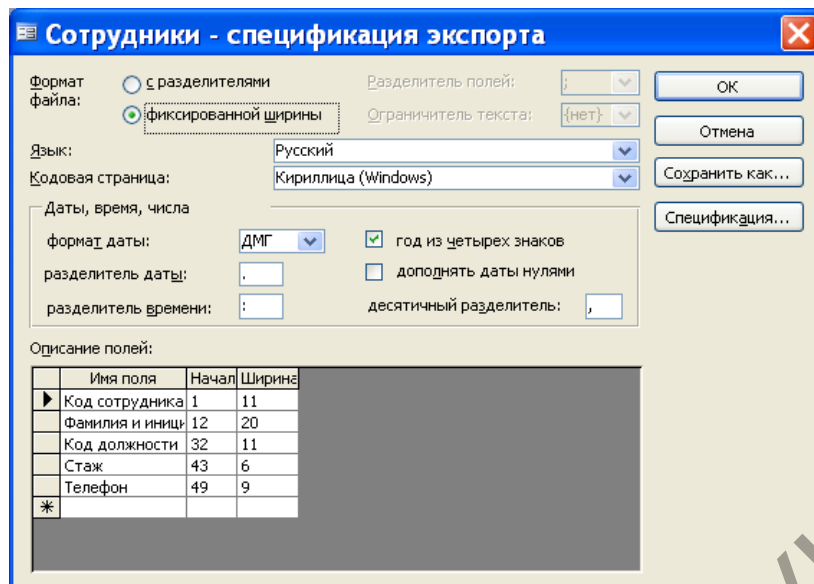 Сотрудники - спецификация экспорта
Формат файла: с разделителями Разделитель полей: ; ОК
фиксированной ширины Ограничитель текста: {нет} Отмена
Язык: Русский
Кодовая страница: Кириллица (Windows) Сохранить как...
Даты, время, числа Спецификация...
формат даты: ДМГ год из четырех знаков
разделитель даты: . дополнять даты нулями
разделитель времени: : десятичный разделитель: ,
Описание полей:
Имя поля Начал Ширина
Код сотрудника 1 11
Фамилия и иници 12 20
Код должности 32 11
Стаж 43 6
Телефон 49 9